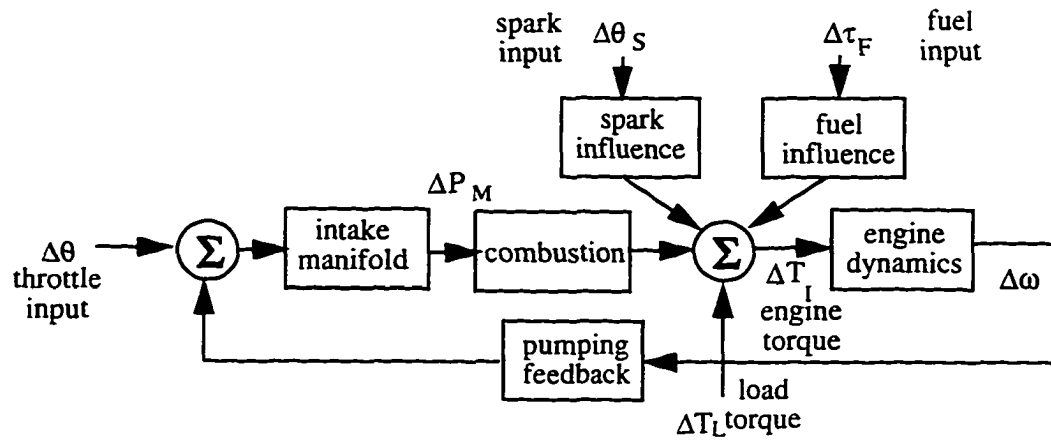 spark
input
Δθ S
Δτ F
fuel
input
spark
influence
fuel
influence
ΔP M
Σ
intake
manifold
combustion
Σ
engine
dynamics
Δθ
throttle
input
ΔT I
engine
torque
Δω
pumping
feedback
load
ΔT L torque